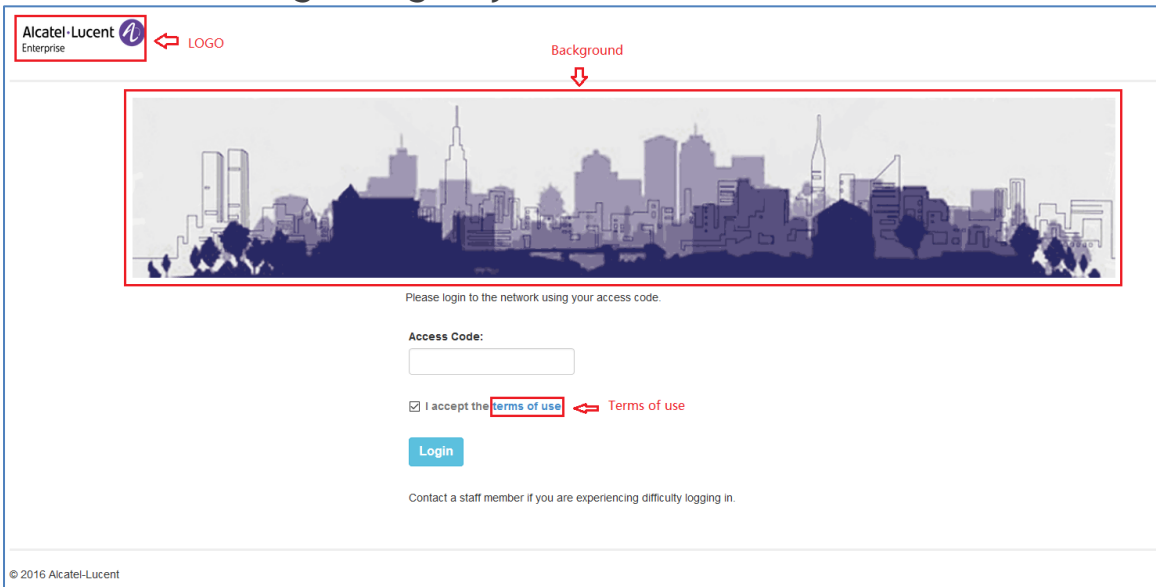 Alcatel·Lucent
Enterprise
LOGO
Background
Please login to the network using your access code.
Access Code:
I accept the terms of use
Terms of use
Login
Contact a staff member if you are experiencing difficulty logging in.
© 2016 Alcatel-Lucent